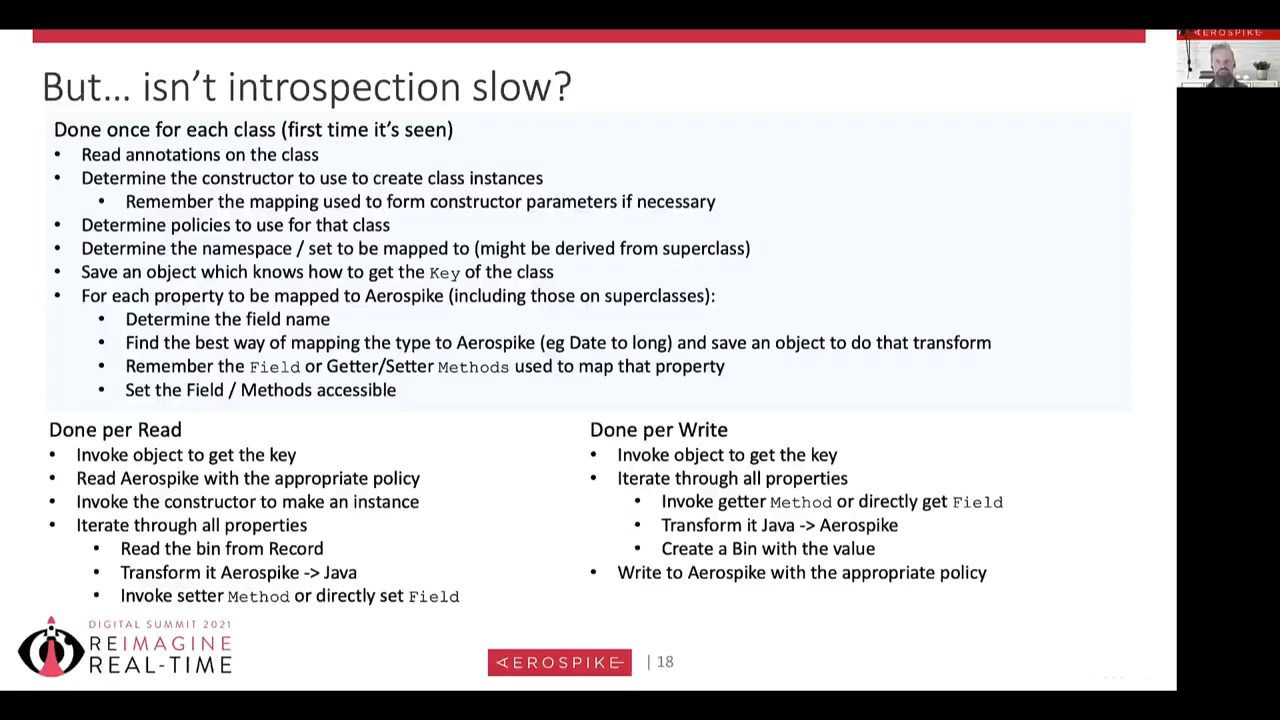 AEROSPIKE
But... isn't introspection slow?
Done once for each class (first time it's seen)
• Read annotations on the class
• Determine the constructor to use to create class instances
• Remember the mapping used to form constructor parameters if necessary
• Determine policies to use for that class
• Determine the namespace / set to be mapped to (might be derived from superclass)
• Save an object which knows how to get the Key of the class
• For each property to be mapped to Aerospike (including those on superclasses):
• Determine the field name
• Find the best way of mapping the type to Aerospike (eg Date to long) and save an object to do that transform
• Remember the Field or Getter/Setter Methods used to map that property
• Set the Field / Methods accessible
Done per Read
• Invoke object to get the key
• Read Aerospike with the appropriate policy
• Invoke the constructor to make an instance
• Iterate through all properties
• Read the bin from Record
• Transform it Aerospike -> Java
• Invoke setter Method or directly set Field
Done per Write
• Invoke object to get the key
• Iterate through all properties
• Invoke getter Method or directly get Field
• Transform it Java -> Aerospike
• Create a Bin with the value
• Write to Aerospike with the appropriate policy
DIGITAL SUMMIT 2021
REIMAGINE
REAL-TIME
AEROSPIKE
| 18